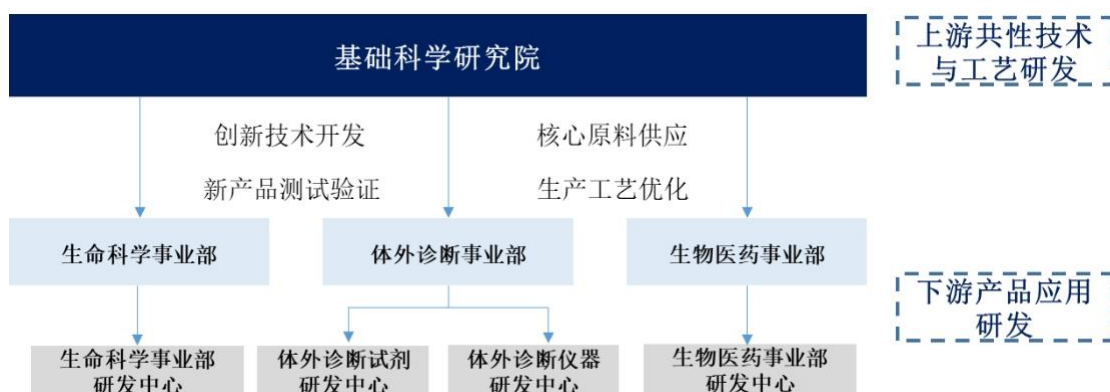 基础科学研究院
上游共性技术
与工艺研发
创新技术开发
核心原料供应
新产品测试验证
生产工艺优化
生命科学事业部
体外诊断事业部
生物医药事业部
下游产品应用
研发
生命科学事业部
研发中心
体外诊断试剂
研发中心
体外诊断仪器
研发中心
生物医药事业部
研发中心